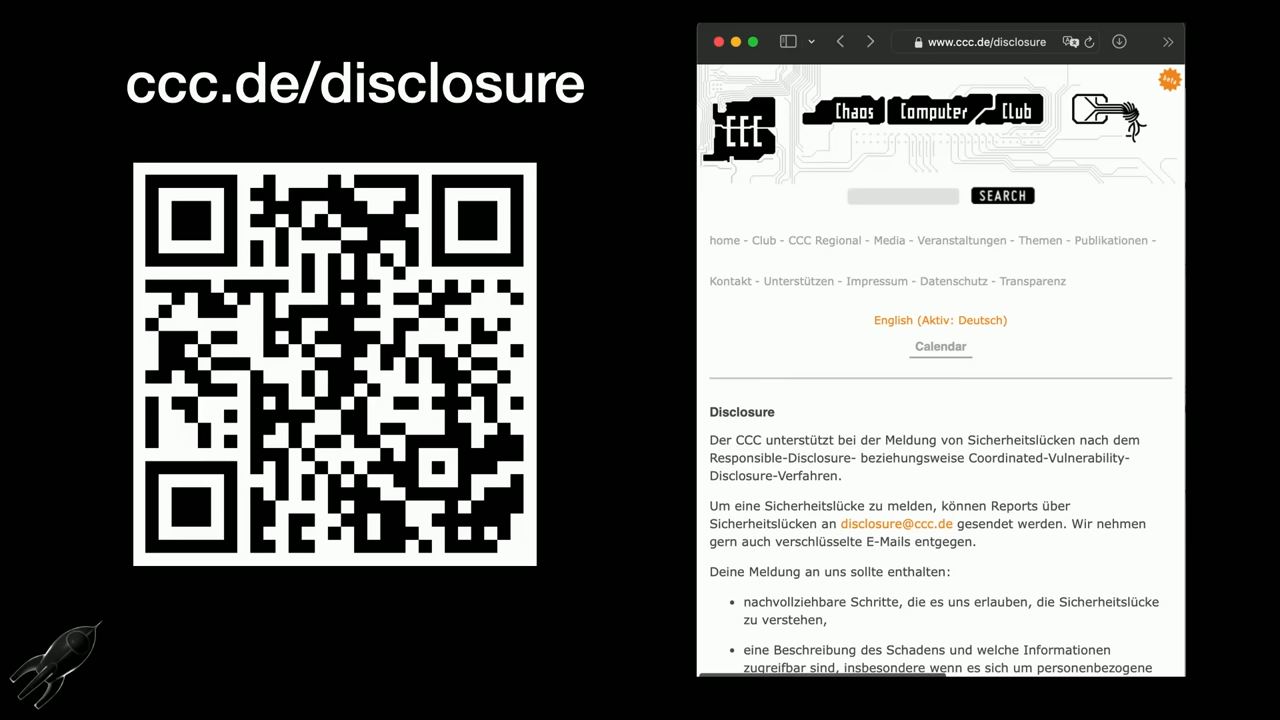 ccc.de/disclosure
www.ccc.de/disclosure
beta
CCC
Chaos Computer Club
SEARCH
home - Club - CCC Regional - Media - Veranstaltungen - Themen - Publikationen -
Kontakt - Unterstützen - Impressum - Datenschutz - Transparenz
English (Aktiv: Deutsch)
Calendar
Disclosure
Der CCC unterstützt bei der Meldung von Sicherheitslücken nach dem
Responsible-Disclosure- beziehungsweise Coordinated-Vulnerability-
Disclosure-Verfahren.
Um eine Sicherheitslücke zu melden, können Reports über
Sicherheitslücken an disclosure@ccc.de gesendet werden. Wir nehmen
gern auch verschlüsselte E-Mails entgegen.
Deine Meldung an uns sollte enthalten:
• nachvollziehbare Schritte, die es uns erlauben, die Sicherheitslücke
zu verstehen,
• eine Beschreibung des Schadens und welche Informationen
zugreifbar sind, insbesondere wenn es sich um personenbezogene